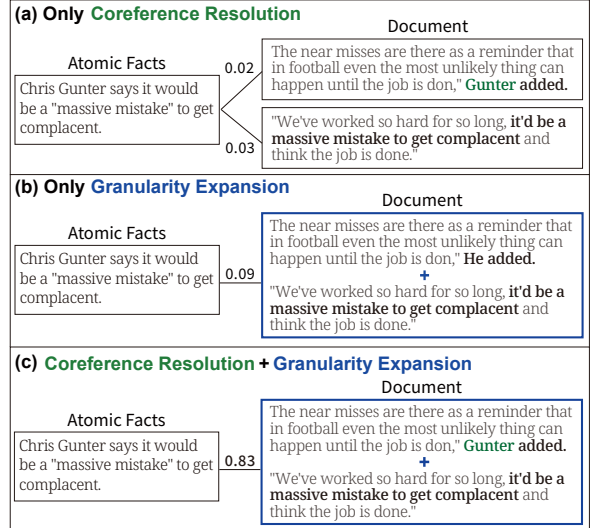 (a) Only Coreference Resolution
Document
Atomic Facts
Chris Gunter says it would
be a "massive mistake" to get
complacent.
0.02
0.03
The near misses are there as a reminder that
in football even the most unlikely thing can
happen until the job is don," Gunter added.
"We've worked so hard for so long, it'd be a
massive mistake to get complacent and
think the job is done."
(b) Only Granularity Expansion
Document
Atomic Facts
Chris Gunter says it would
be a "massive mistake" to get
complacent.
0.09
The near misses are there as a reminder that
in football even the most unlikely thing can
happen until the job is don," He added.
+
"We've worked so hard for so long, it'd be a
massive mistake to get complacent and
think the job is done."
(c) Coreference Resolution + Granularity Expansion
Document
Atomic Facts
Chris Gunter says it would
be a "massive mistake" to get
complacent.
0.83
The near misses are there as a reminder that
in football even the most unlikely thing can
happen until the job is don," Gunter added.
+
"We've worked so hard for so long, it'd be a
massive mistake to get complacent and
think the job is done."